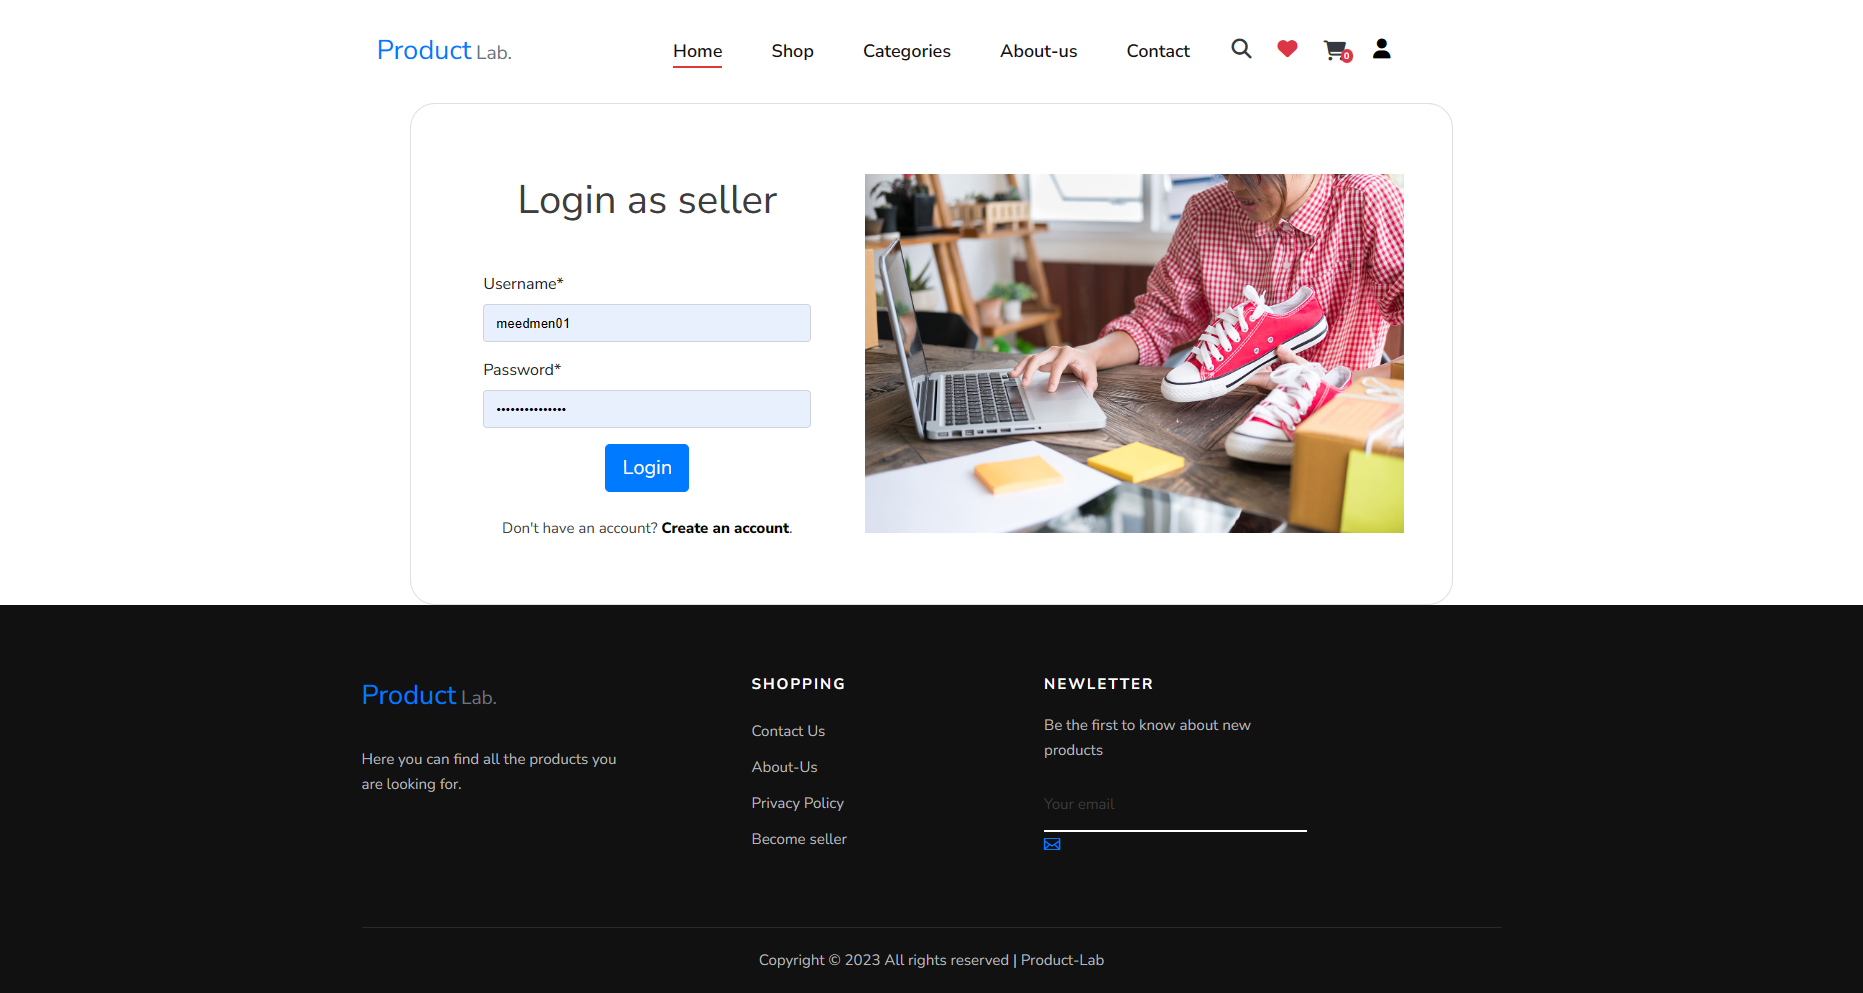 Product Lab.
Home Shop Categories About-us Contact 0
Login as seller
Username*
meedmen01
Password*
•••••••••••••••
Login
Don't have an account? Create an account.
Product Lab.
Here you can find all the products you
are looking for.
SHOPPING
Contact Us
About-Us
Privacy Policy
Become seller
NEWLETTER
Be the first to know about new
products
Your email
Copyright © 2023 All rights reserved | Product-Lab